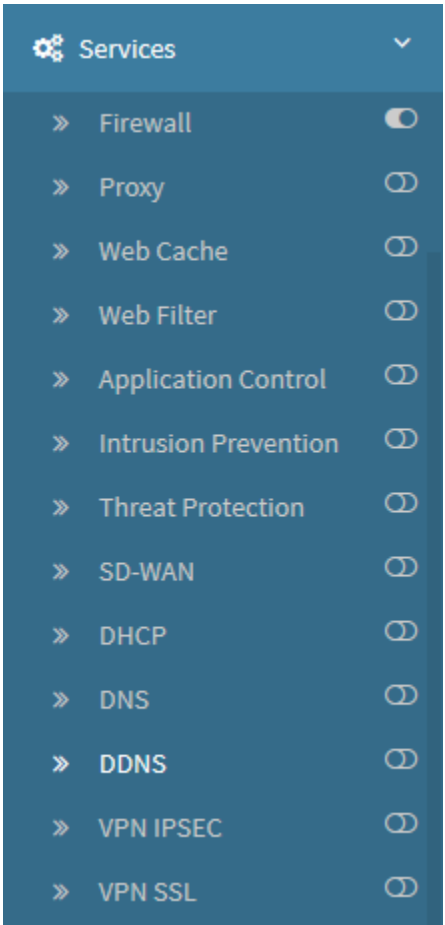 Services
Firewall
Proxy
Web Cache
Web Filter
Application Control
Intrusion Prevention
Threat Protection
SD-WAN
DHCP
DNS
DDNS
VPN IPSEC
VPN SSL